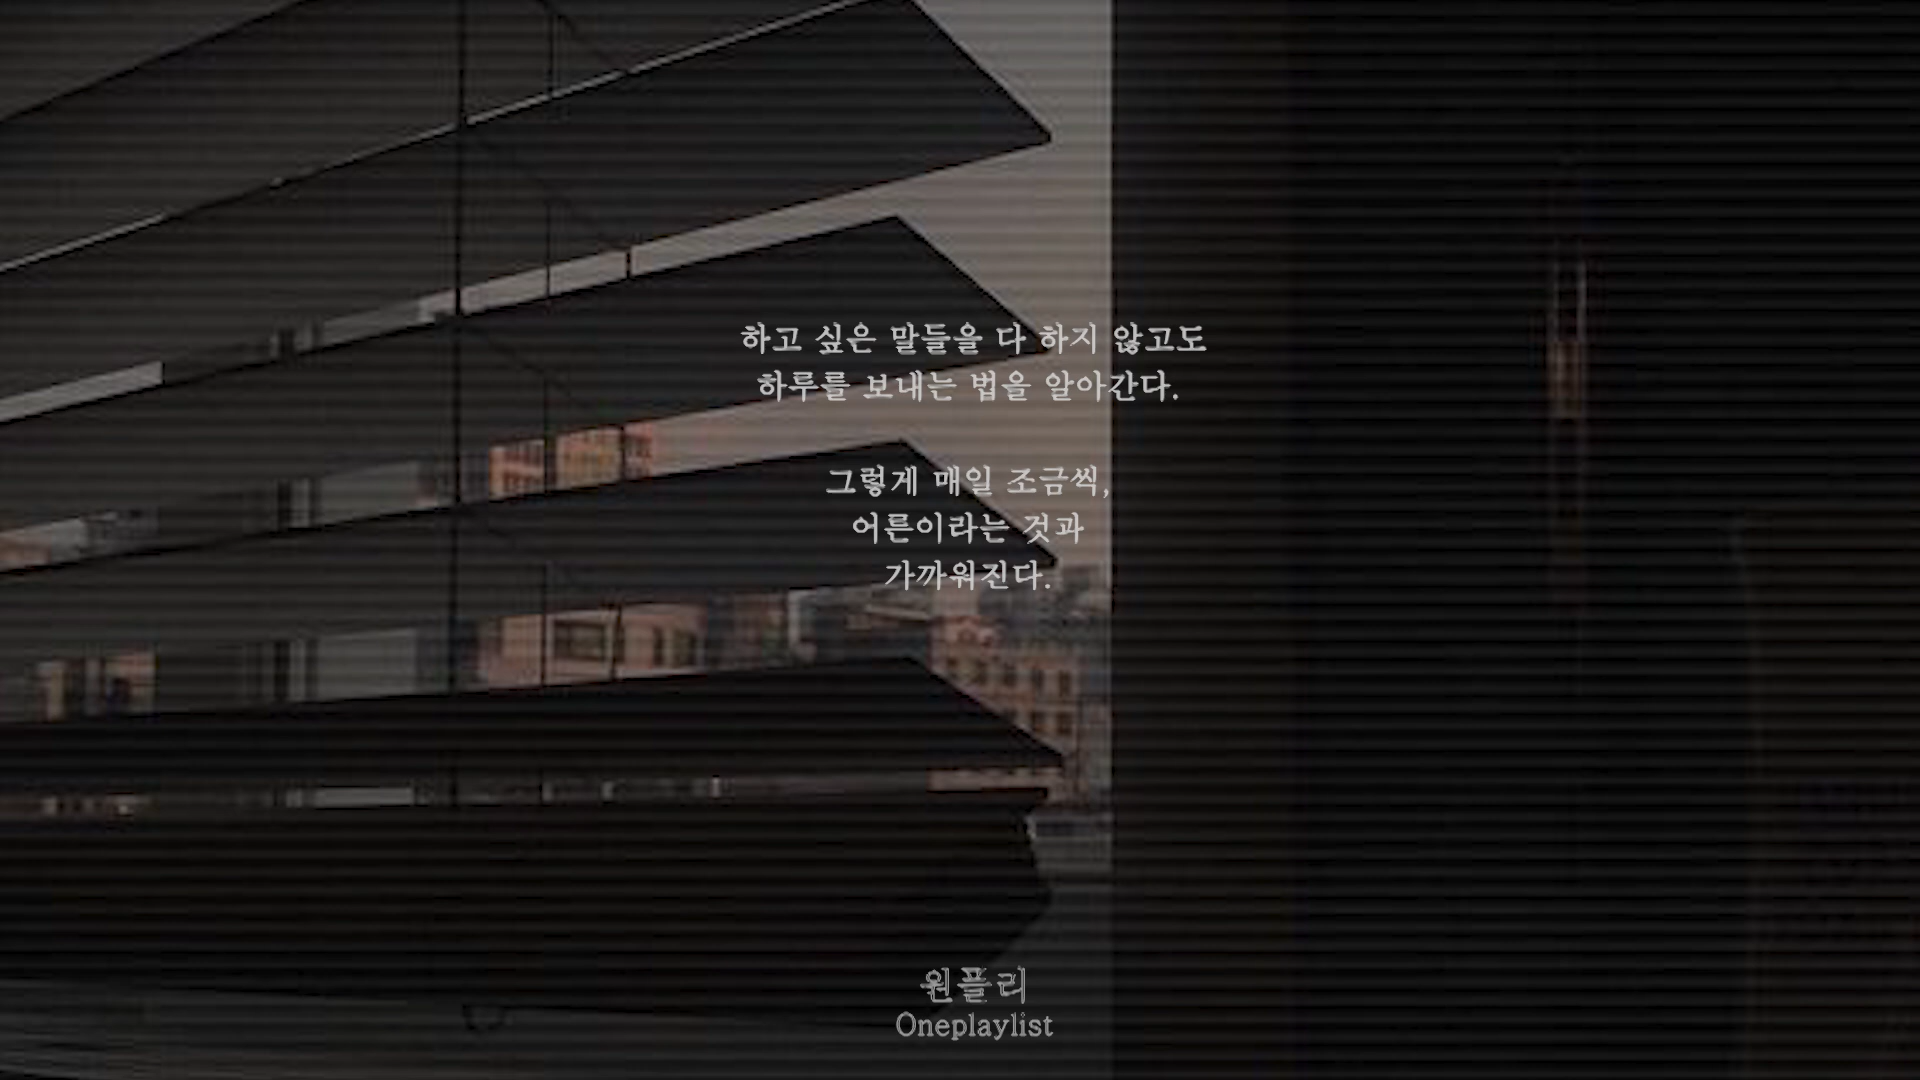 하고 싶은 말들을 다 하지 않고도
하루를 보내는 법을 알아간다.
그렇게 매일 조금씩,
어른이라는 것과
가까워진다.
원플리
Oneplaylist